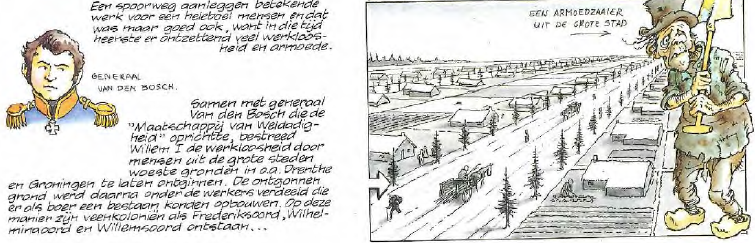 Een spoorweg aanleggen betekende
werk voor een heleboel mensen en dat
was maar goed ook, want in die tijd
heerste er ontzettend veel werkloos-
heid en armoede.
GENERAAL
VAN DEN BOSCH.
Samen met generaal
Van den Bosch die de
"Maatschappij van Weldadig-
heid" oprichtte, bestreed
Willem I de werkloosheid door
mensen uit de grote steden
woeste gronden in o.a. Drenthe
en Groningen te laten ontginnen. De ontgonnen
grond werd daarna onder de werkers verdeeld die
er als boer een bestaan konden opbouwen. Op deze
manier zijn veenkoloniën als Frederiksoord, Wilhel-
minaoord en Willemsoord ontstaan...
EEN ARMOEDZAAIER
UIT DE GROTE STAD